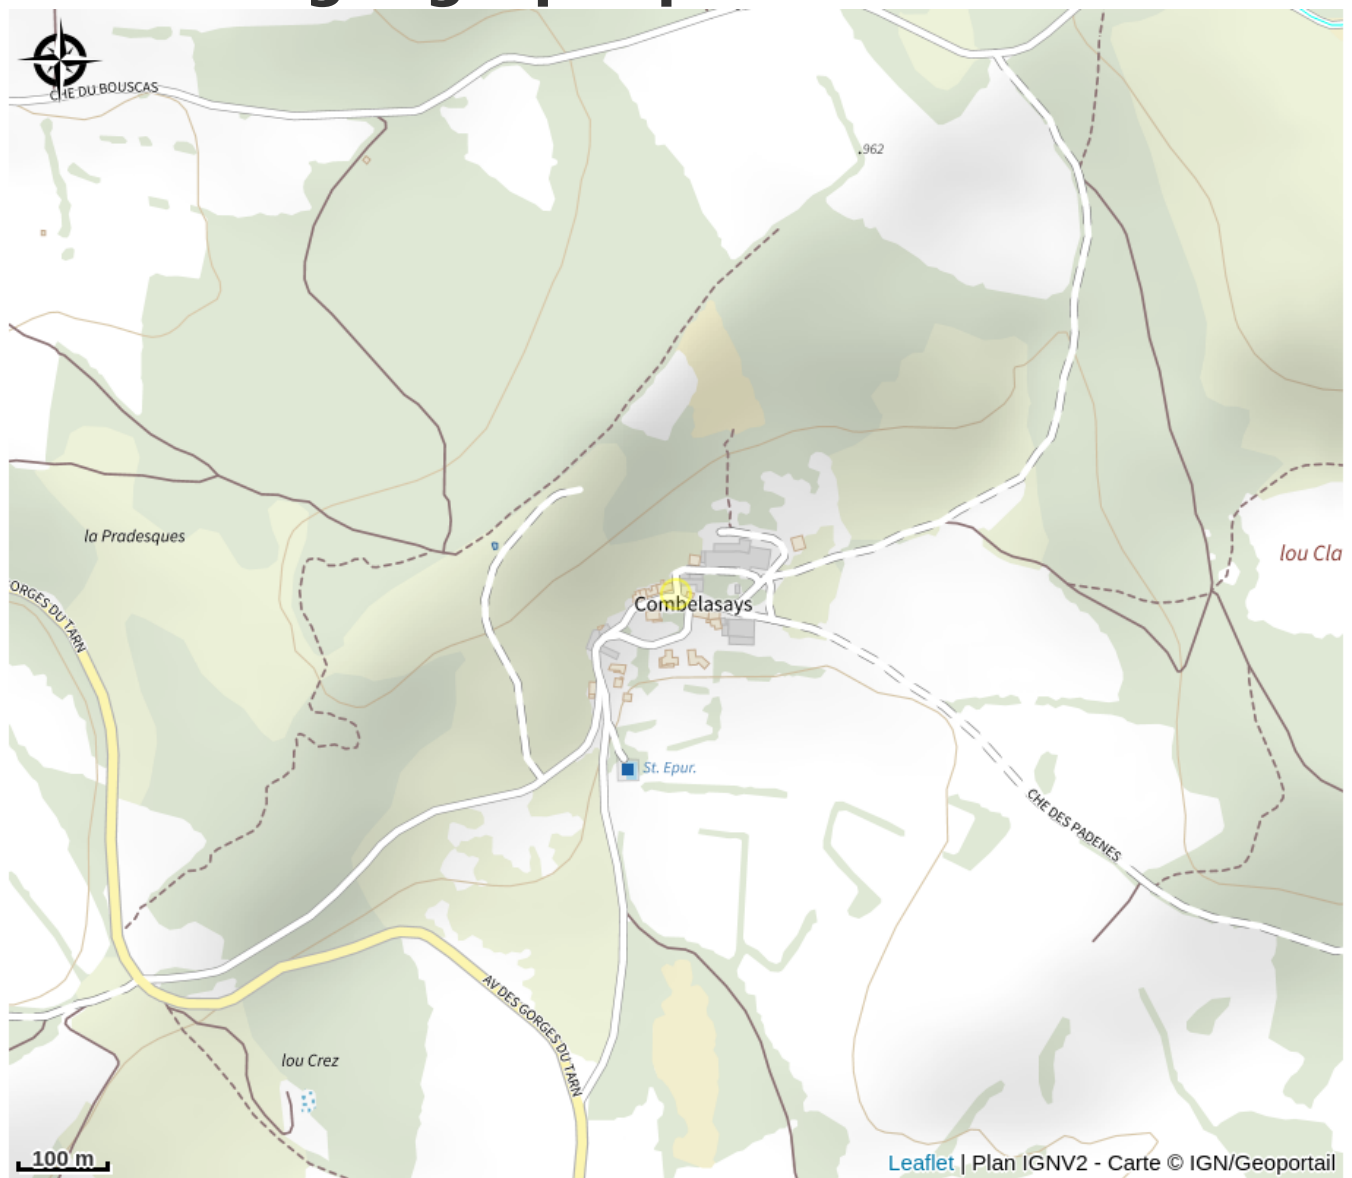 CHE DU BOUSCAS
.962
la Pradesques
lou Cla
GORGES DU TARN
Combelasays
St. Epur.
CHE DES PADENES
AV DES GORGES DU TARN
lou Crez
100 m
Leaflet | Plan IGNV2 - Carte © IGN/Geoportail